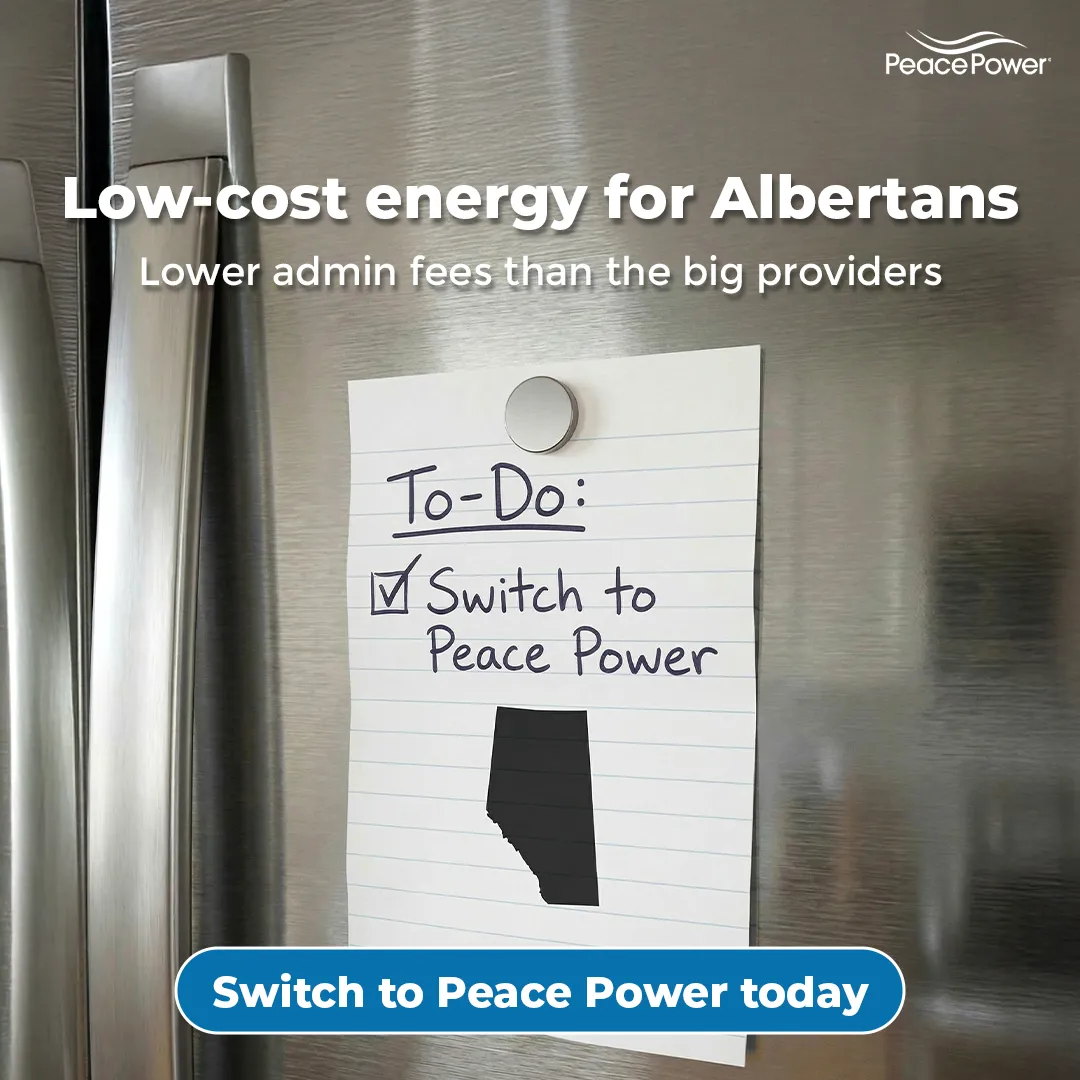 PeacePower
Low-cost energy for Albertans
Lower admin fees than the big providers
To-Do:
Switch to
Peace Power
Switch to Peace Power today